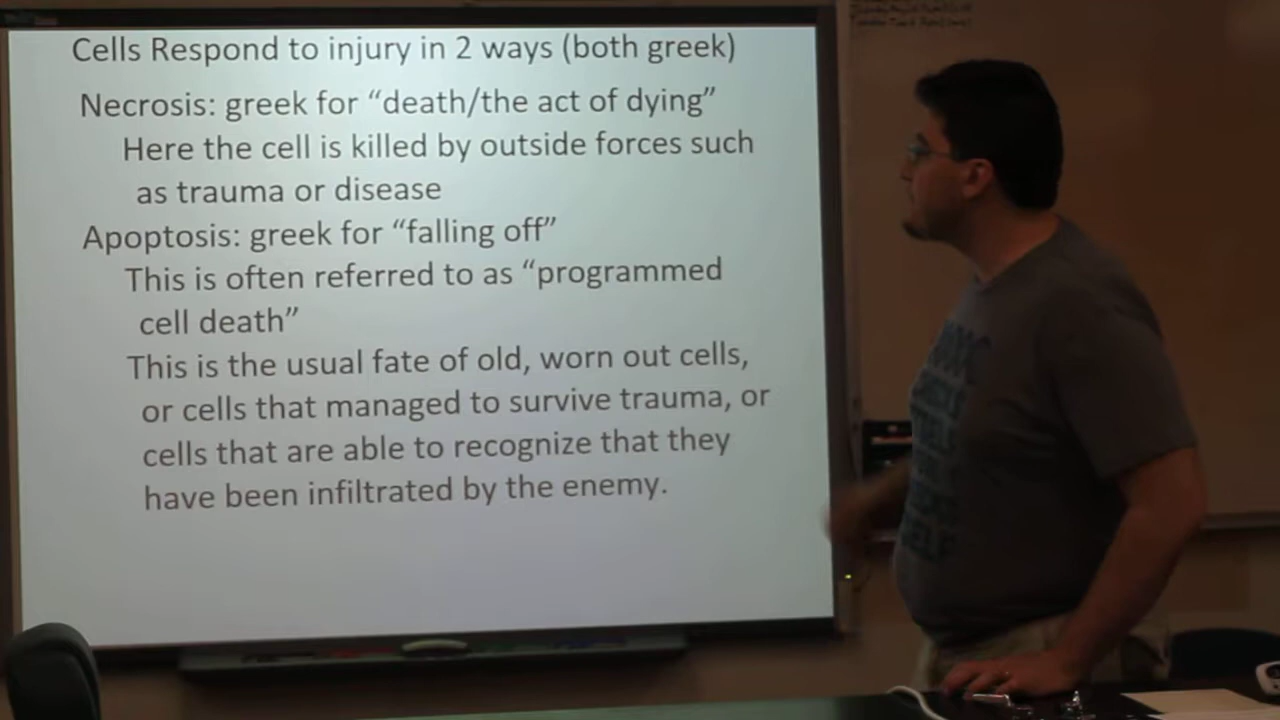 Cells Respond to injury in 2 ways (both greek)
Necrosis: greek for “death/the act of dying”
Here the cell is killed by outside forces such
as trauma or disease
Apoptosis: greek for “falling off”
This is often referred to as “programmed
cell death”
This is the usual fate of old, worn out cells,
or cells that managed to survive trauma, or
cells that are able to recognize that they
have been infiltrated by the enemy.